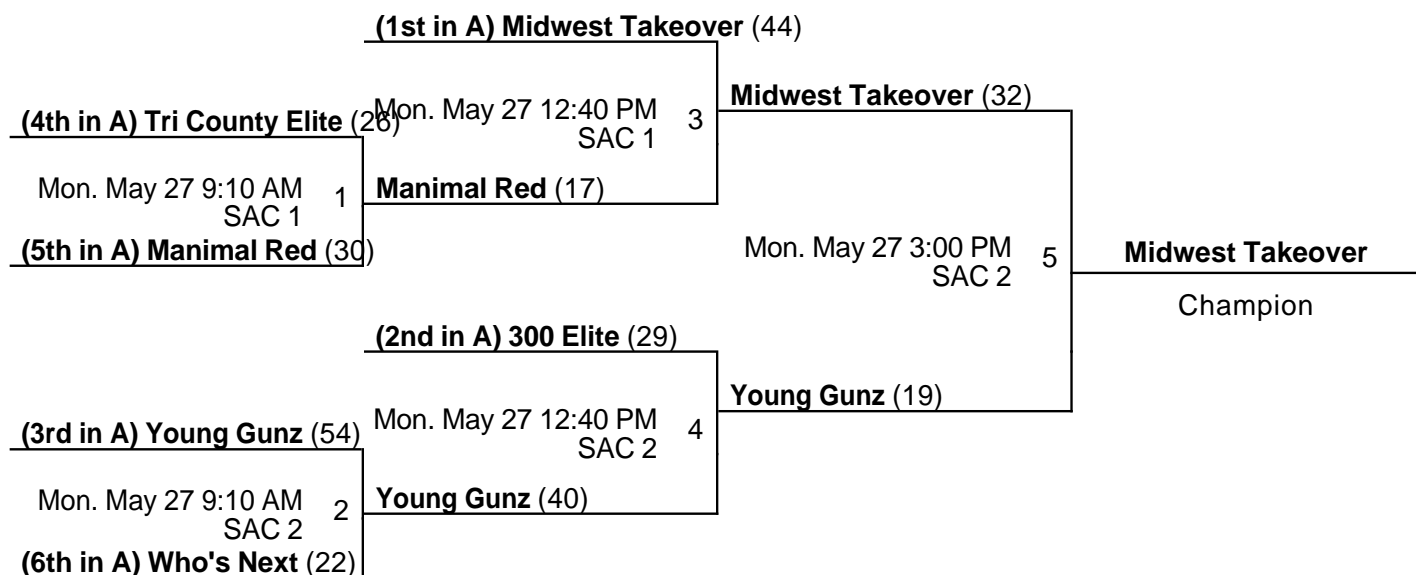 (1st in A) Midwest Takeover (44)
Mon. May 27 12:40 PM
SAC 1
3
Midwest Takeover (32)
(4th in A) Tri County Elite (26)
Mon. May 27 9:10 AM
SAC 1
1
Manimal Red (17)
(5th in A) Manimal Red (30)
Mon. May 27 3:00 PM
SAC 2
5
Midwest Takeover
Champion
(2nd in A) 300 Elite (29)
Mon. May 27 12:40 PM
SAC 2
4
Young Gunz (19)
(3rd in A) Young Gunz (54)
Mon. May 27 9:10 AM
SAC 2
2
Young Gunz (40)
(6th in A) Who's Next (22)